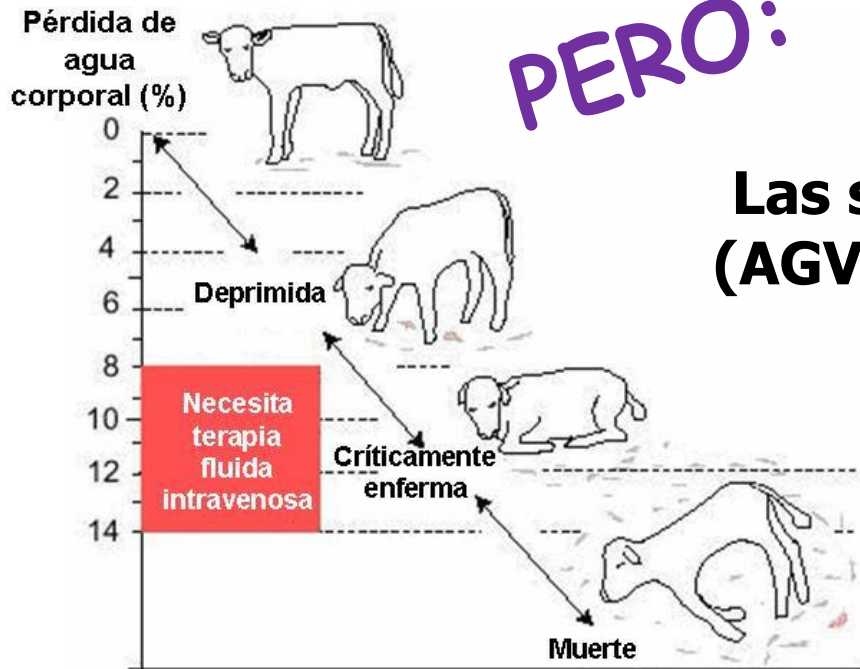 Pérdida de
agua
corporal (%)
PERO:
Las s
(AGV
0
2
4
Deprimida
6
8
Necesita
terapia
fluida
intravenosa
10
Críticamente
enferma
12
14
Muerte